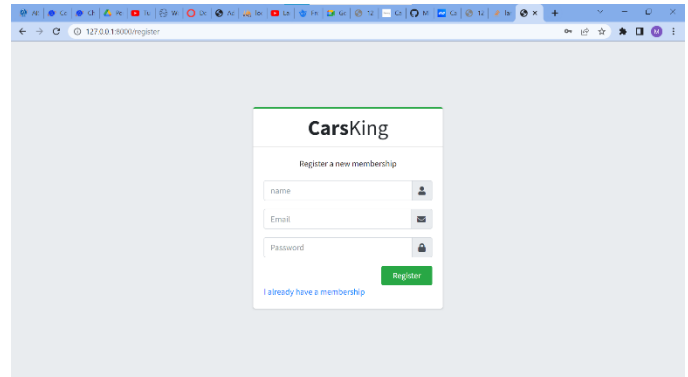 127.0.0.1:8000/register
M
CarsKing
Register a new membership
name
Email
Password
Register
I already have a membership